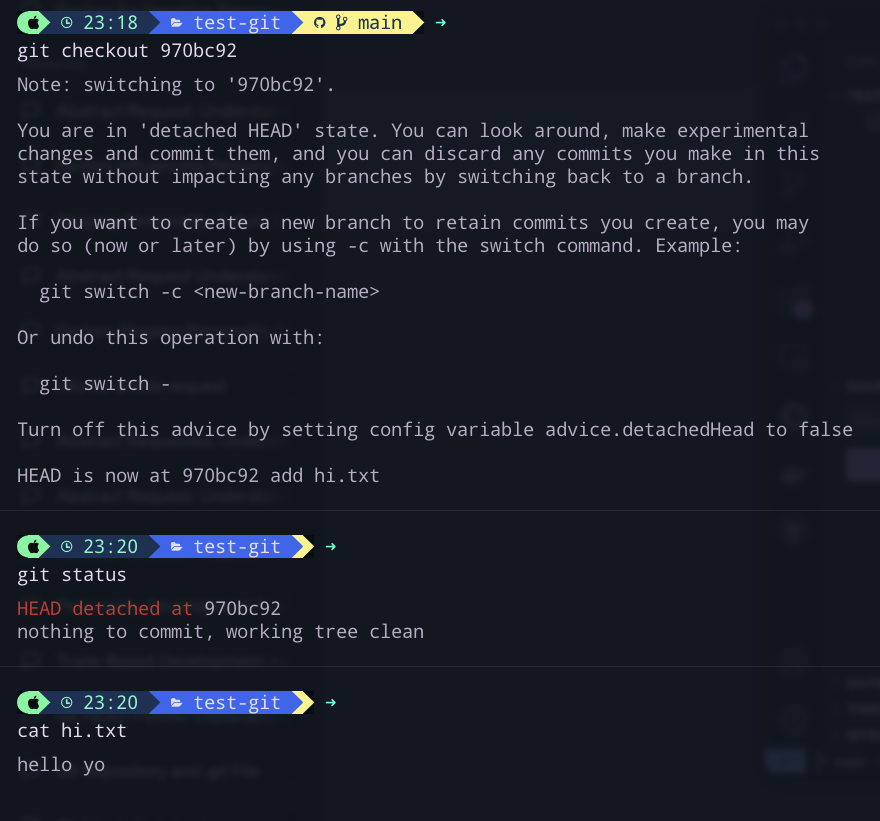 23:18 test-git main ➜
git checkout 970bc92
Note: switching to '970bc92'.
You are in 'detached HEAD' state. You can look around, make experimental
changes and commit them, and you can discard any commits you make in this
state without impacting any branches by switching back to a branch.
If you want to create a new branch to retain commits you create, you may
do so (now or later) by using -c with the switch command. Example:
git switch -c <new-branch-name>
Or undo this operation with:
git switch -
Turn off this advice by setting config variable advice.detachedHead to false
HEAD is now at 970bc92 add hi.txt
23:20 test-git ➜
git status
HEAD detached at 970bc92
nothing to commit, working tree clean
23:20 test-git ➜
cat hi.txt
hello yo